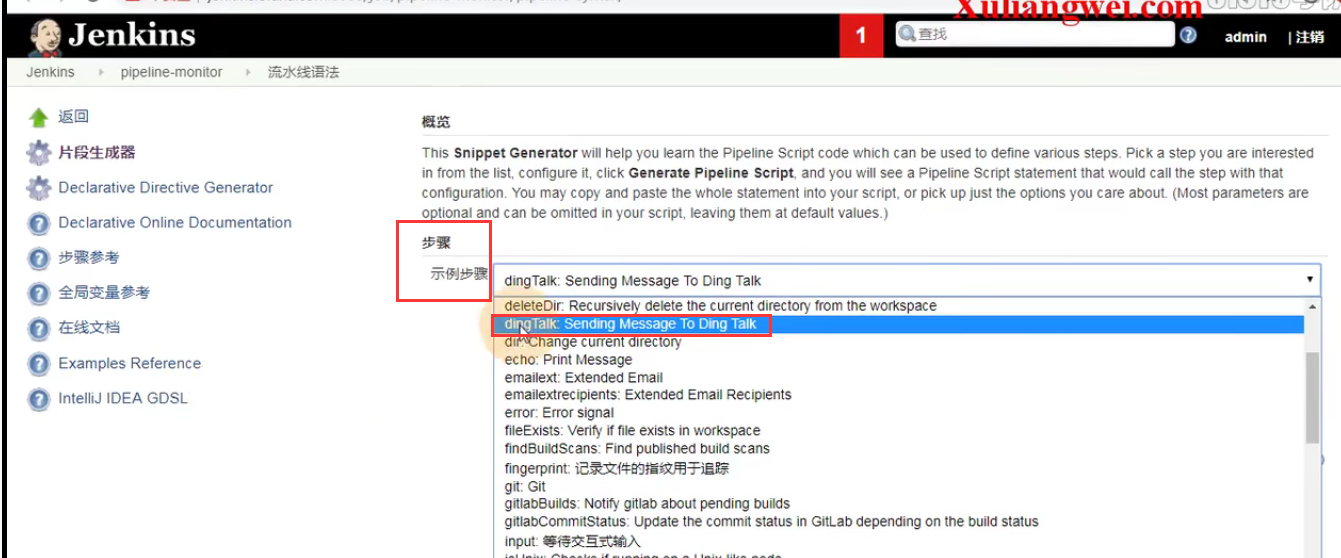 Xuliangwei.com
Jenkins
1
查找
admin
| 注销
Jenkins
pipeline-monitor
流水线语法
返回
片段生成器
Declarative Directive Generator
Declarative Online Documentation
步骤参考
全局变量参考
在线文档
Examples Reference
IntelliJ IDEA GDSL
概览
This Snippet Generator will help you learn the Pipeline Script code which can be used to define various steps. Pick a step you are interested
in from the list, configure it, click Generate Pipeline Script, and you will see a Pipeline Script statement that would call the step with that
configuration. You may copy and paste the whole statement into your script, or pick up just the options you care about. (Most parameters are
optional and can be omitted in your script, leaving them at default values.)
步骤
示例步骤
dingTalk: Sending Message To Ding Talk
deleteDir: Recursively delete the current directory from the workspace
dingTalk: Sending Message To Ding Talk
dir: Change current directory
echo: Print Message
emailext: Extended Email
emailextrecipients: Extended Email Recipients
error: Error signal
fileExists: Verify if file exists in workspace
findBuildScans: Find published build scans
fingerprint: 记录文件的指纹用于追踪
git: Git
gitlabBuilds: Notify gitlab about pending builds
gitlabCommitStatus: Update the commit status in GitLab depending on the build status
input: 等待交互式输入
isUnix: Checks if running on a Unix-like node